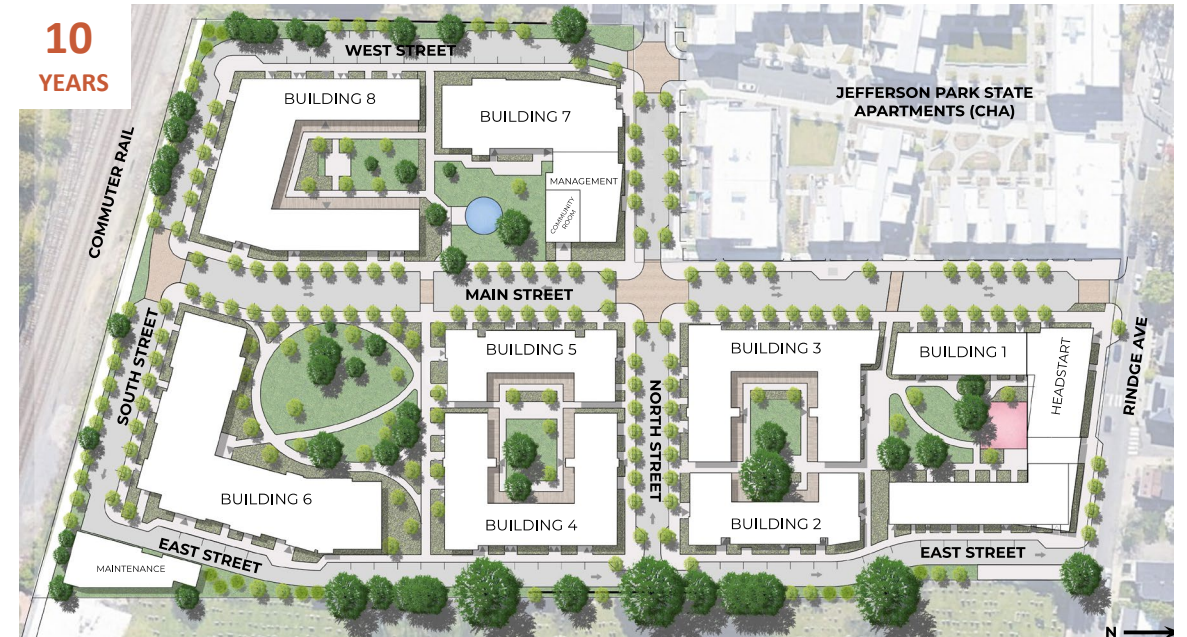 10
YEARS
WEST STREET
JEFFERSON PARK STATE
APARTMENTS (CHA)
BUILDING 8
BUILDING 7
MANAGEMENT
COMMUNITY
ROOM
COMMUTER RAIL
MAIN STREET
SOUTH STREET
BUILDING 5
BUILDING 3
BUILDING 1
HEADSTART
RINDGE AVE
NORTH STREET
BUILDING 6
BUILDING 4
BUILDING 2
EAST STREET
EAST STREET
MAINTENANCE
N